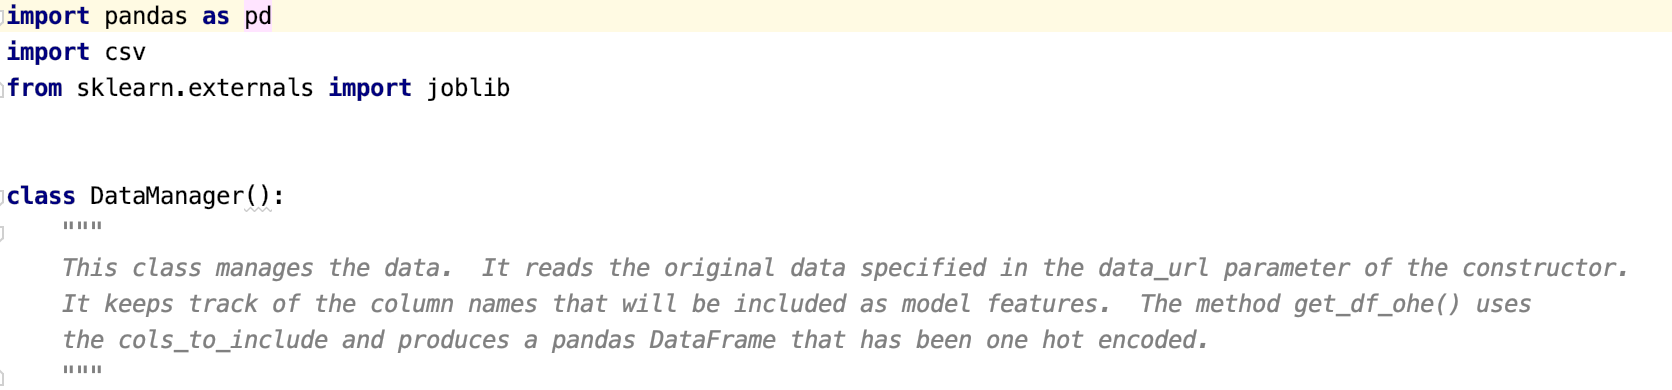 import pandas as pd
import csv
from sklearn.externals import joblib
class DataManager():
"""
This class manages the data.  It reads the original data specified in the data_url parameter of the constructor.
It keeps track of the column names that will be included as model features.  The method get_df_ohe() uses
the cols_to_include and produces a pandas DataFrame that has been one hot encoded.
"""